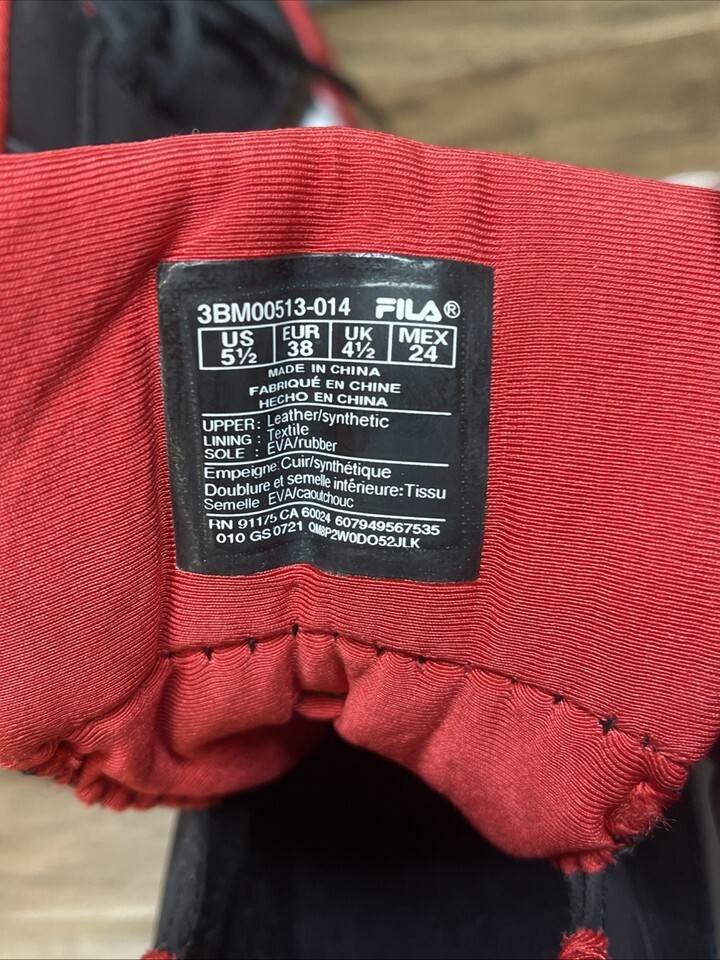 3BM00513-014 FILA®
US EUR UK MEX
5½ 38 4½ 24
MADE IN CHINA
FABRIQUÉ EN CHINE
HECHO EN CHINA
UPPER: Leather/synthetic
LINING : Textile
SOLE : EVA/rubber
Empeigne: Cuir/synthétique
Doublure et semelle intérieure:Tissu
Semelle EVA/caoutchouc
RN 91175 CA 60024 607949567535
010 GS 0721 QM8P2W0DO52JLK